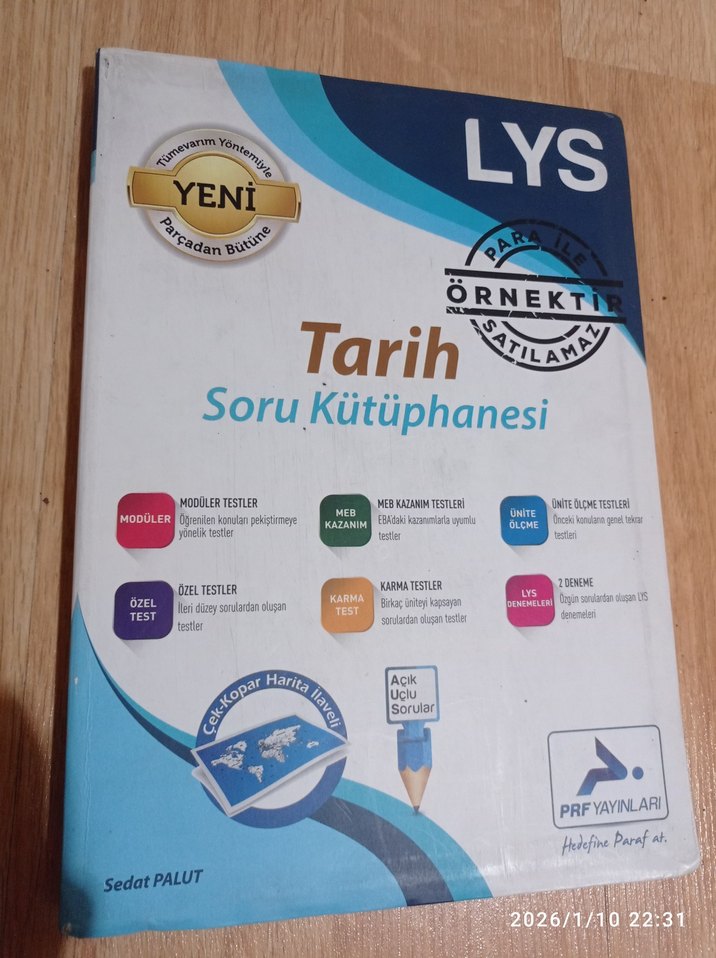 LYS
Tümevarım Yöntemiyle
YENİ
Parçadan Bütüne
PARA İLE
ÖRNEKTİR
SATILAMAZ
Tarih
Soru Kütüphanesi
MODÜLER
MODÜLER TESTLER
Öğrenilen konuları pekiştirmeye
yönelik testler
MEB
KAZANIM
MEB KAZANIM TESTLERİ
EBA'daki kazanımlarla uyumlu
testler
ÜNİTE
ÖLÇME
ÜNİTE ÖLÇME TESTLERİ
Önceki konuların genel tekrar
testleri
ÖZEL
TEST
ÖZEL TESTLER
İleri düzey sorulardan oluşan
testler
KARMA
TEST
KARMA TESTLER
Birkaç üniteyi kapsayan
sorulardan oluşan testler
LYS
DENEMELERİ
2 DENEME
Özgün sorulardan oluşan LYS
denemeleri
Çek-Kopar Harita İlaveli
Açık
Uçlu
Sorular
PRF YAYINLARI
Hedefine Paraf at.
Sedat PALUT
2026/1/10 22:31